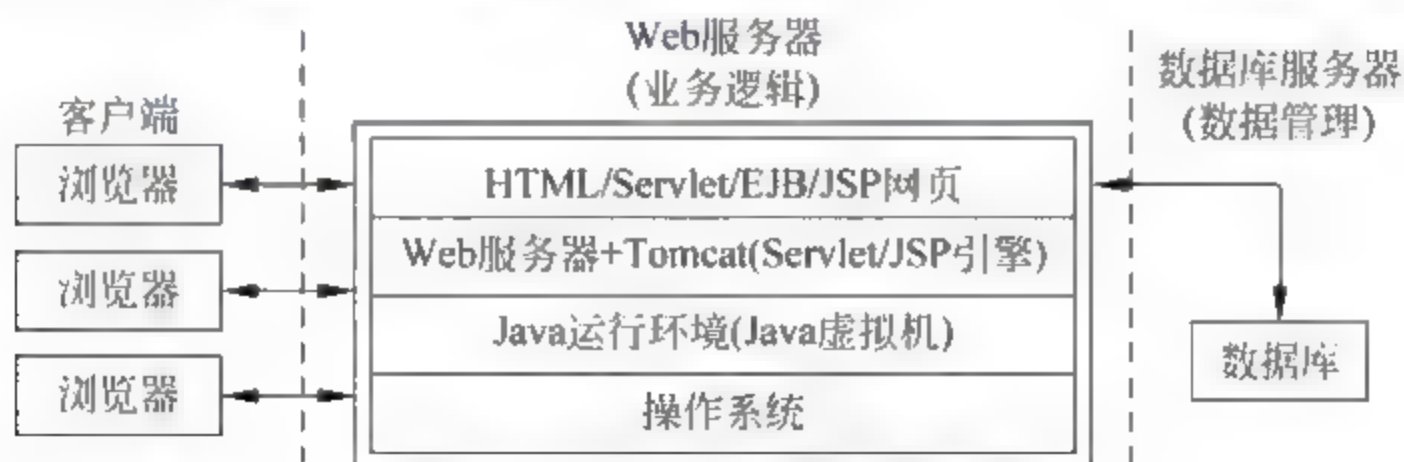 Web服务器
(业务逻辑)
数据库服务器
(数据管理)
客户端
浏览器
浏览器
浏览器
HTML/Servlet/EJB/JSP网页
Web服务器+Tomcat(Servlet/JSP引擎)
Java运行环境(Java虚拟机)
操作系统
数据库